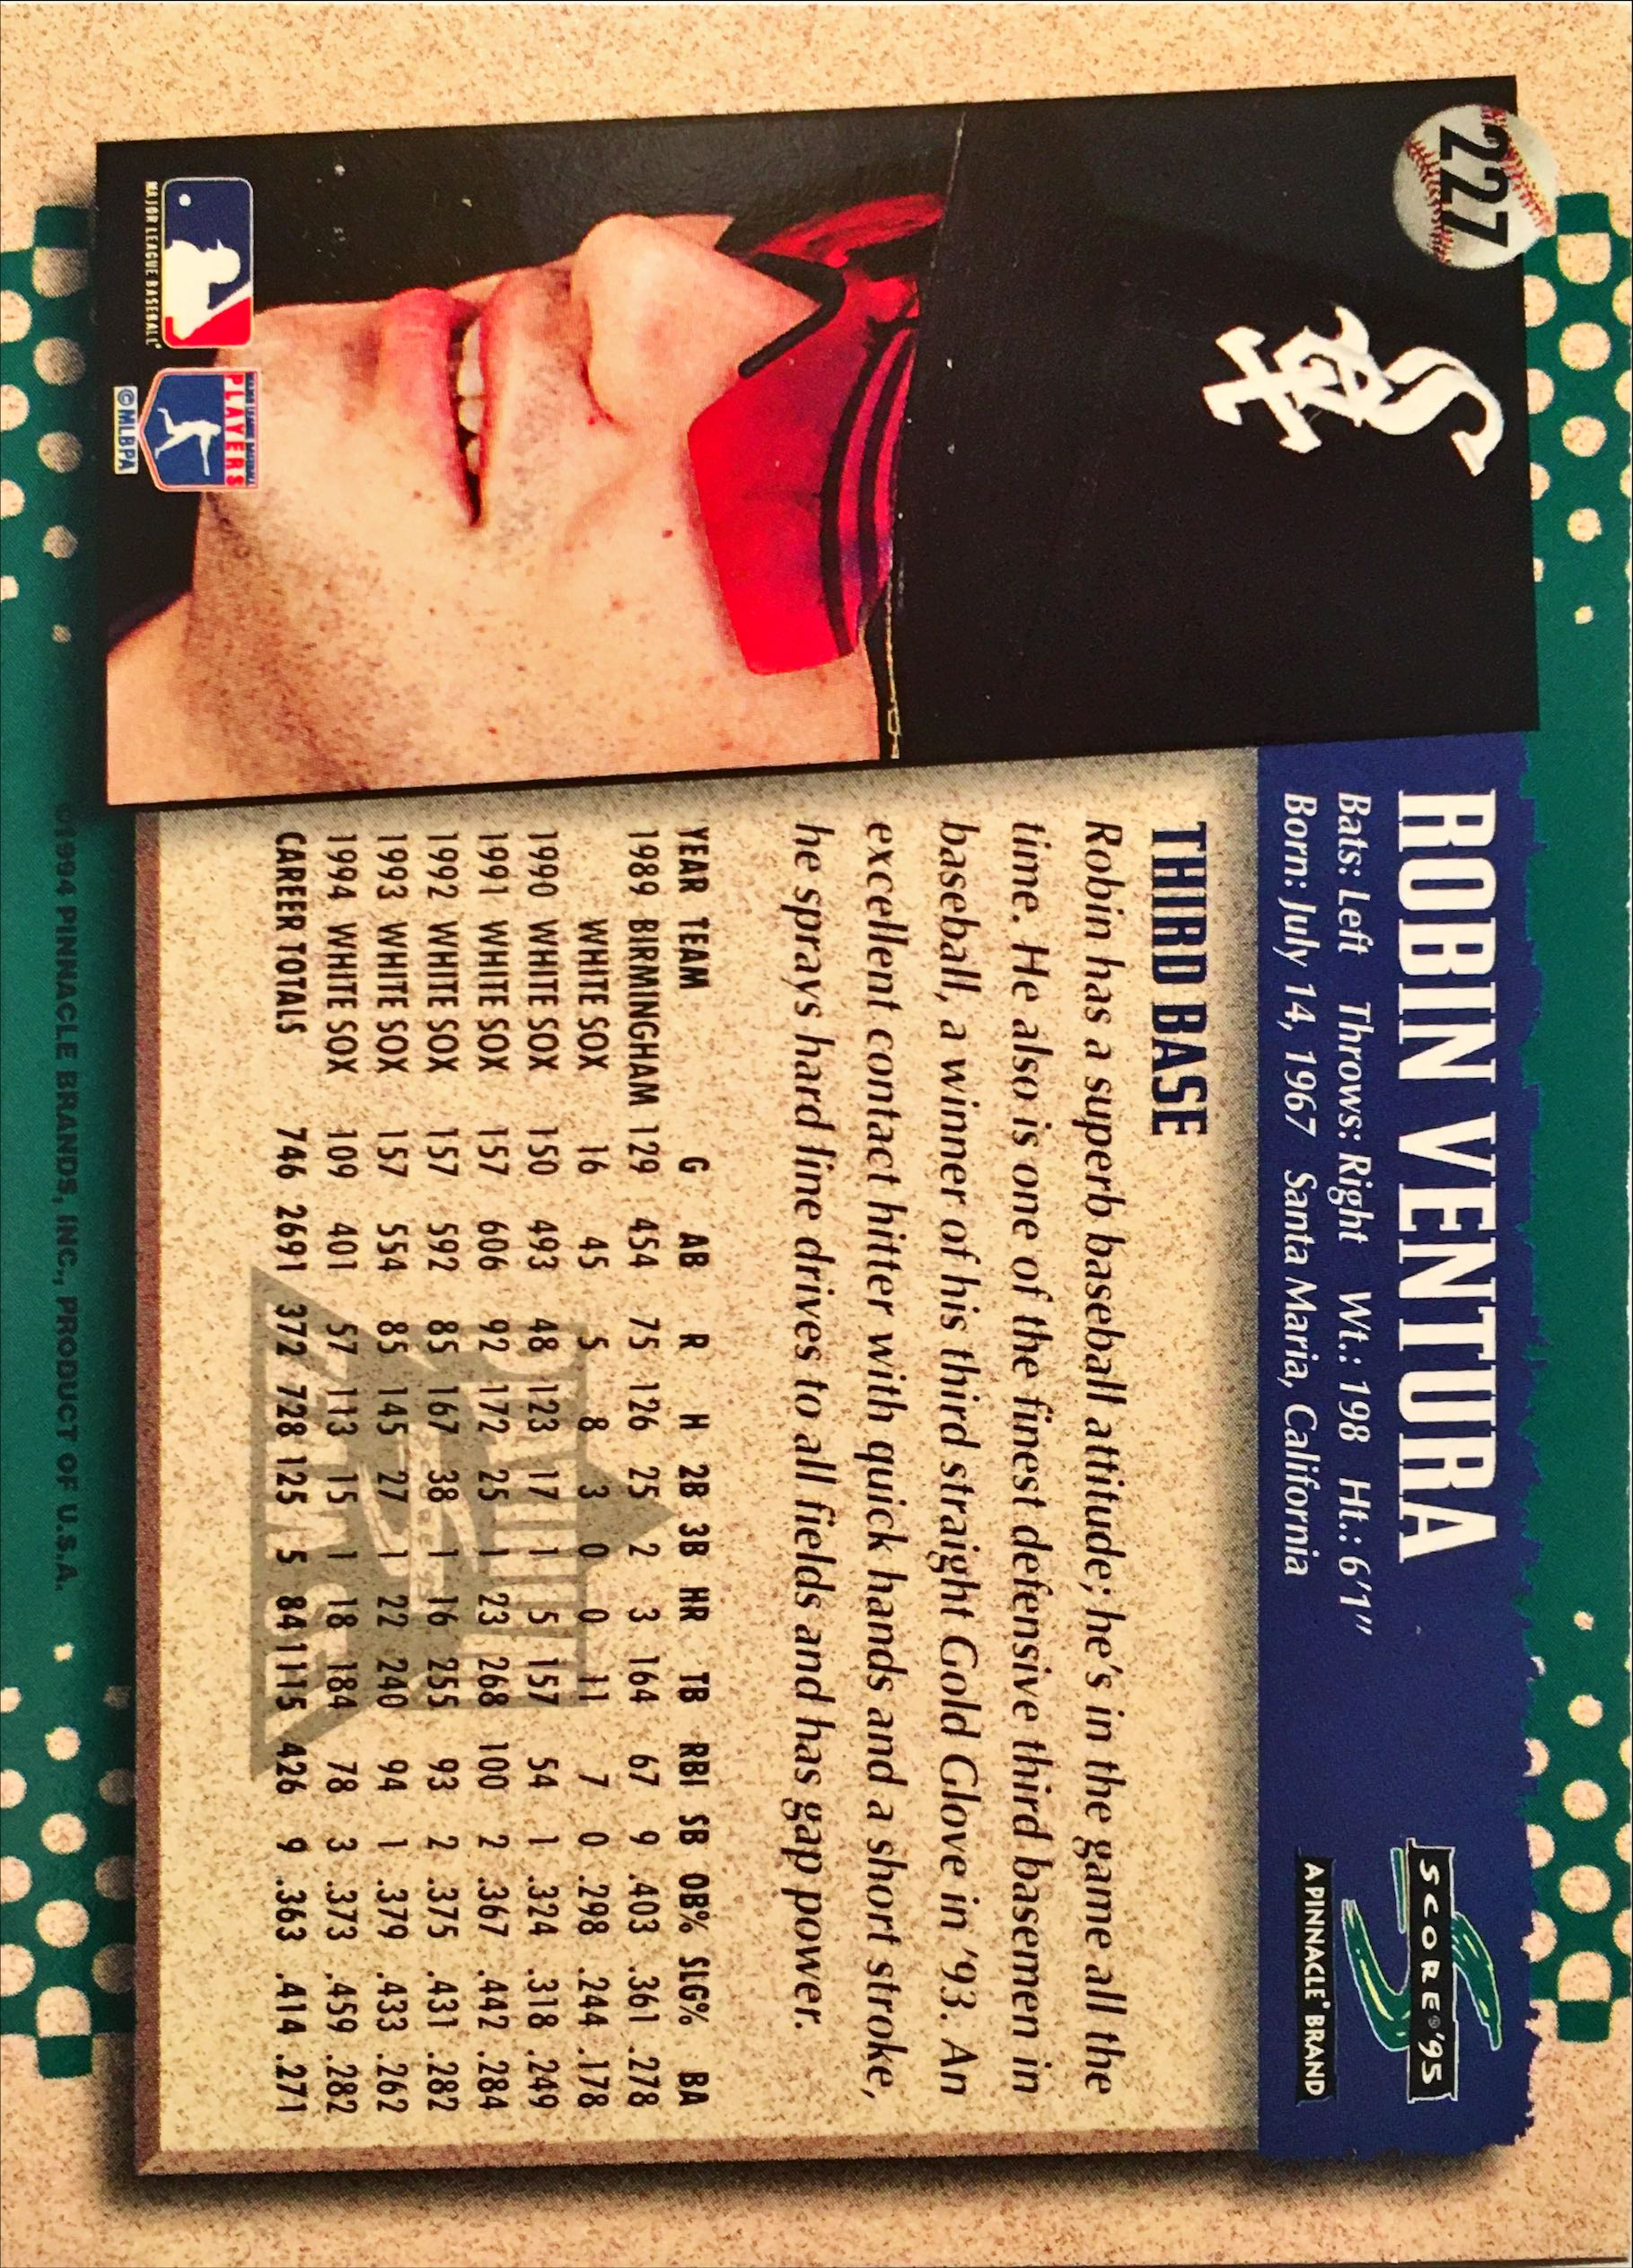 227
Sox
ROBIN VENTURA
Bats: Left Throws: Right Wt.: 198 Ht.: 6'1"
Born: July 14, 1967 Santa Maria, California
SCORE®'95
A PINNACLE® BRAND
THIRD BASE
Robin has a superb baseball attitude; he's in the game all the
time. He also is one of the finest defensive third basemen in
baseball, a winner of his third straight Gold Glove in '93. An
excellent contact hitter with quick hands and a short stroke,
he sprays hard line drives to all fields and has gap power.
YEAR TEAM G AB R H 2B 3B HR TB RBI SB OB% SLG% BA
1989 BIRMINGHAM 129 454 75 126 25 2 3 164 67 9 .403 .361 .278
WHITE SOX 16 45 5 8 3 0 0 11 7 0 .298 .244 .178
1990 WHITE SOX 150 493 48 123 17 1 5 157 54 1 .324 .318 .249
1991 WHITE SOX 157 606 92 172 25 1 23 268 100 2 .367 .442 .284
1992 WHITE SOX 157 592 85 167 38 1 16 255 93 2 .375 .431 .282
1993 WHITE SOX 157 554 85 145 27 1 22 240 94 1 .379 .433 .262
1994 WHITE SOX 109 401 57 113 15 1 18 184 78 3 .373 .459 .282
CAREER TOTALS 746 2691 372 728 125 5 84 1115 426 9 .363 .414 .271
MAJOR LEAGUE BASEBALL®
MAJOR LEAGUE BASEBALL
PLAYERS
©MLBPA
©1994 PINNACLE BRANDS, INC., PRODUCT OF U.S.A.